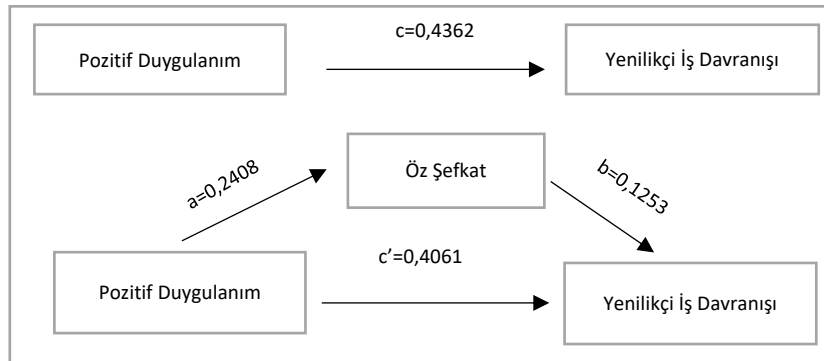 c=0,4362
Pozitif Duygulanım
Yenilikçi İş Davranışı
a=0,2408
Öz Şefkat
b=0,1253
c’=0,4061
Pozitif Duygulanım
Yenilikçi İş Davranışı